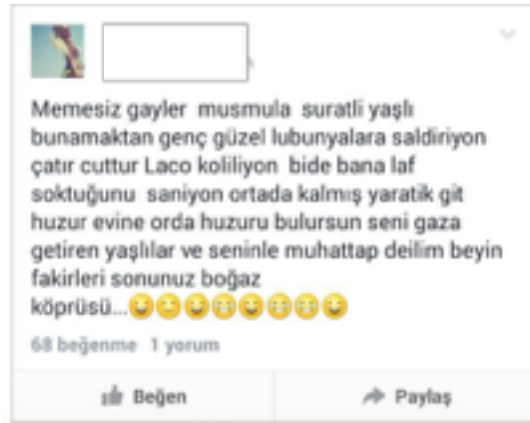 Memesiz gayler musmula suratli yaşlı
bunamaktan genç güzel lubunyalara saldiriyon
çatır cuttur Laco koliliyon bide bana laf
soktuğunu saniyon ortada kalmış yaratik git
huzur evine orda huzuru bulursun seni gaza
getiren yaşlılar ve seninle muhattap deilim beyin
fakirleri sonunuz boğaz
köprüsü...😄😊😄😁😄😁😁😄
68 beğenme 1 yorum
Beğen Paylaş